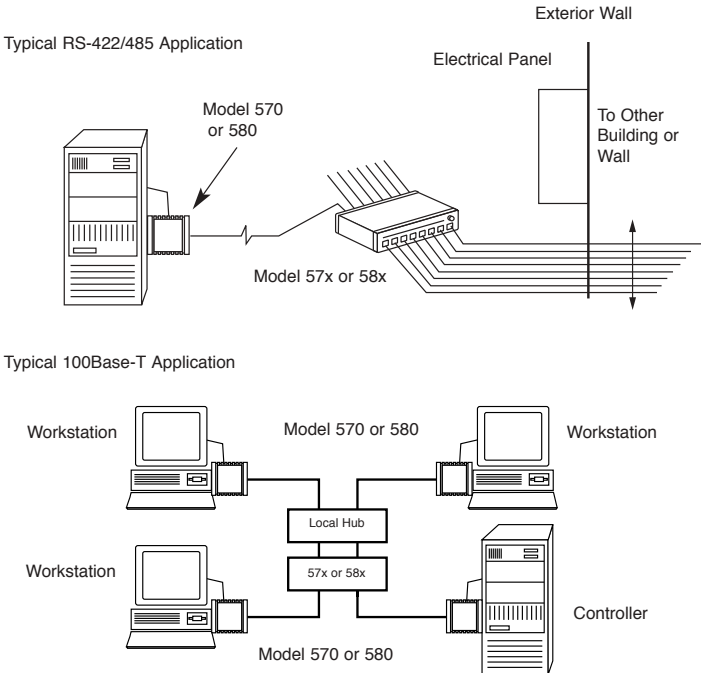 Exterior Wall
Typical RS-422/485 Application
Electrical Panel
Model 570
or 580
To Other
Building or
Wall
Model 57x or 58x
Typical 100Base-T Application
Workstation
Model 570 or 580
Workstation
Local Hub
Workstation
57x or 58x
Controller
Model 570 or 580